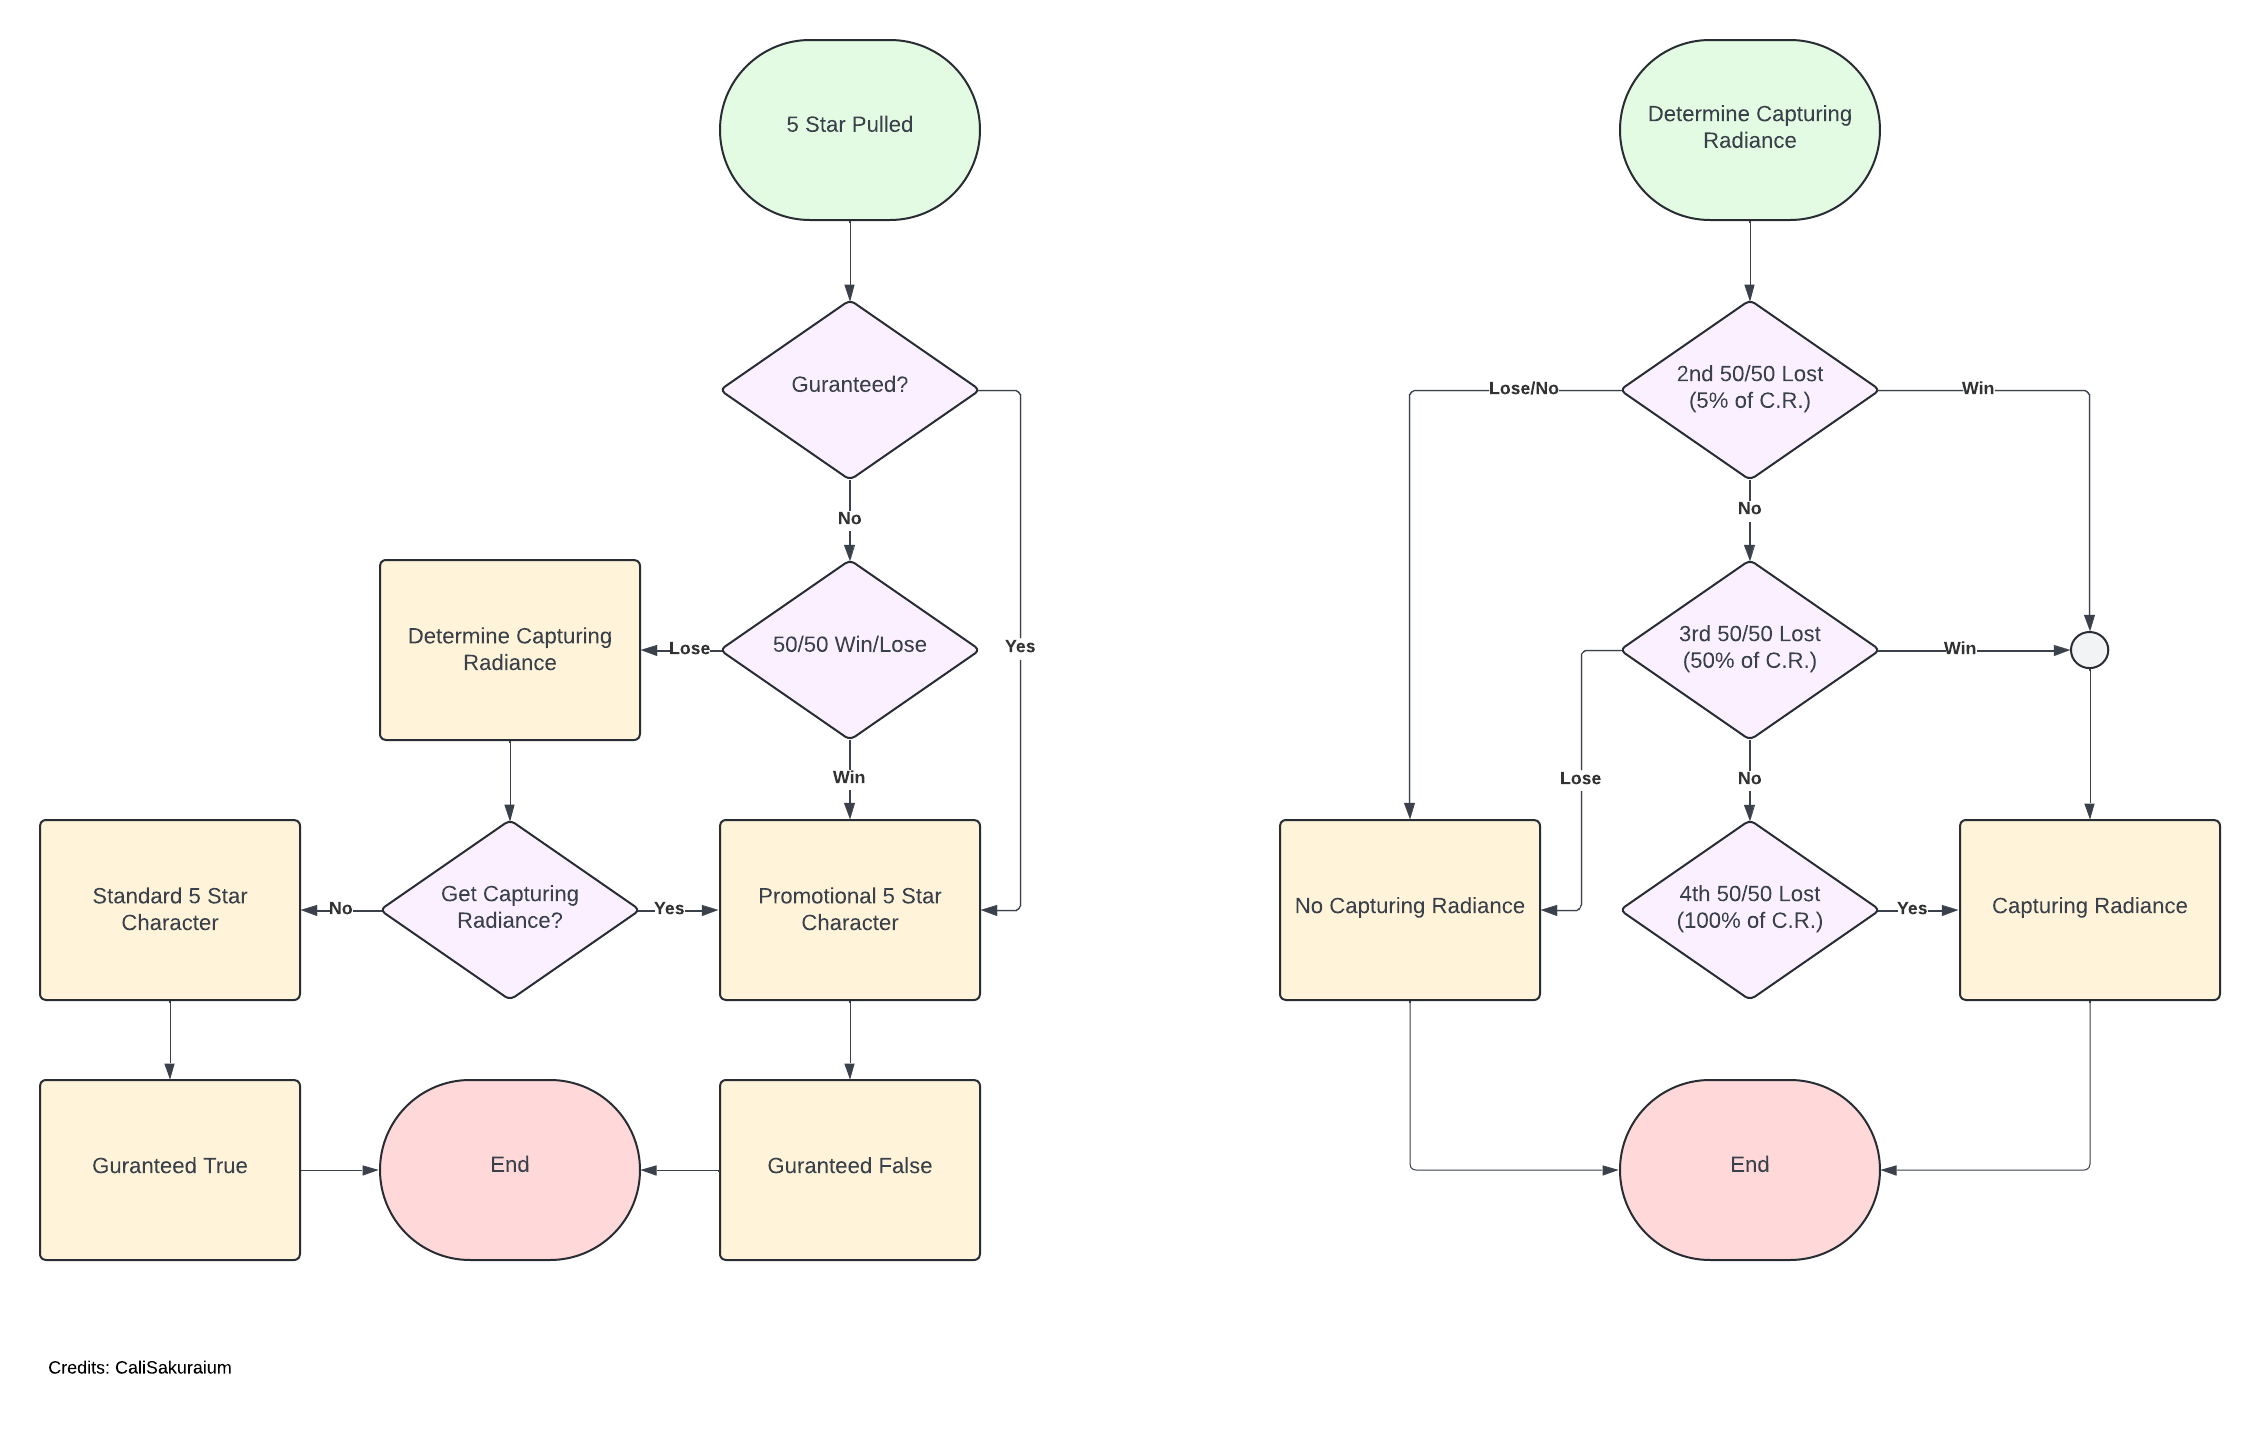 5 Star Pulled
Guranteed?
No
Yes
50/50 Win/Lose
Lose
Win
Determine Capturing
Radiance
Get Capturing
Radiance?
No
Yes
Standard 5 Star
Character
Promotional 5 Star
Character
Guranteed True
End
Guranteed False
Determine Capturing
Radiance
2nd 50/50 Lost
(5% of C.R.)
Lose/No
Win
No
3rd 50/50 Lost
(50% of C.R.)
Win
Lose
No
No Capturing Radiance
4th 50/50 Lost
(100% of C.R.)
Yes
Capturing Radiance
End
Credits: CaliSakuraium